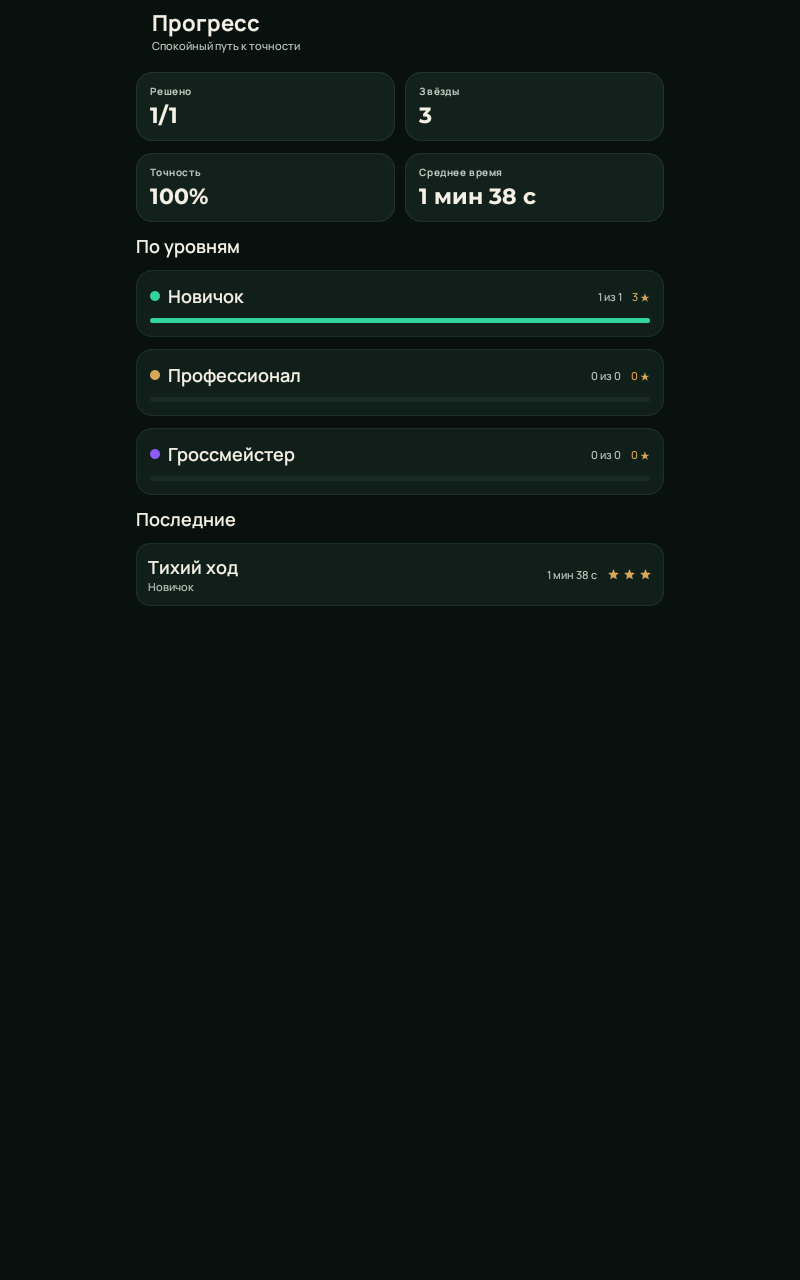 Прогресс
Спокойный путь к точности
Решено
1/1
Звёзды
3
Точность
100%
Среднее время
1 мин 38 с
По уровням
Новичок
1 из 1 3 ★
Профессионал
0 из 0 0 ★
Гроссмейстер
0 из 0 0 ★
Последние
Тихий ход
Новичок
1 мин 38 с ★ ★ ★